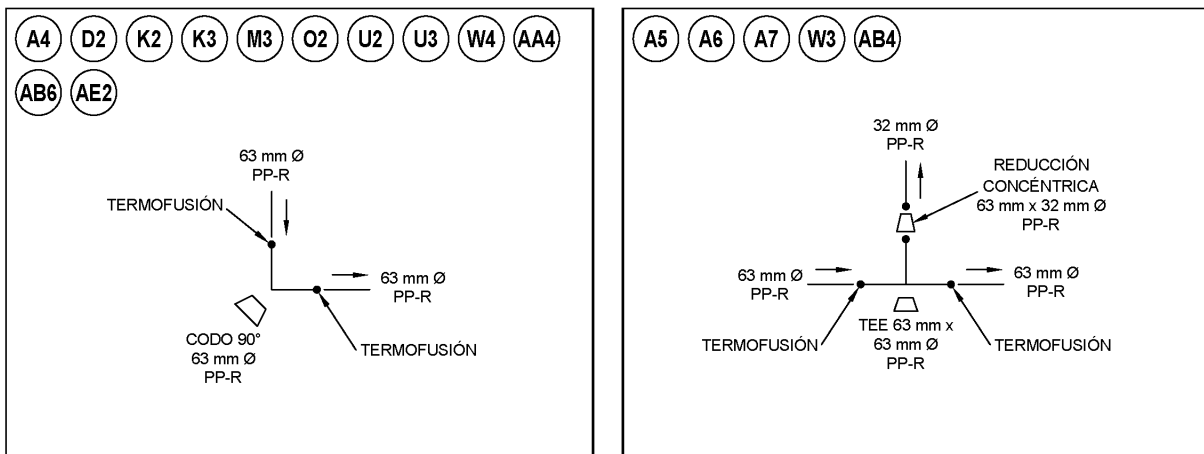 A4 D2 K2 K3 M3 O2 U2 U3 W4 AA4
AB6 AE2
63 mm Ø
PP-R
TERMOFUSIÓN
63 mm Ø
PP-R
CODO 90°
63 mm Ø
PP-R
TERMOFUSIÓN
A5 A6 A7 W3 AB4
32 mm Ø
PP-R
REDUCCIÓN
CONCÉNTRICA
63 mm x 32 mm Ø
PP-R
63 mm Ø
PP-R
63 mm Ø
PP-R
TERMOFUSIÓN
TEE 63 mm x
63 mm Ø
PP-R
TERMOFUSIÓN